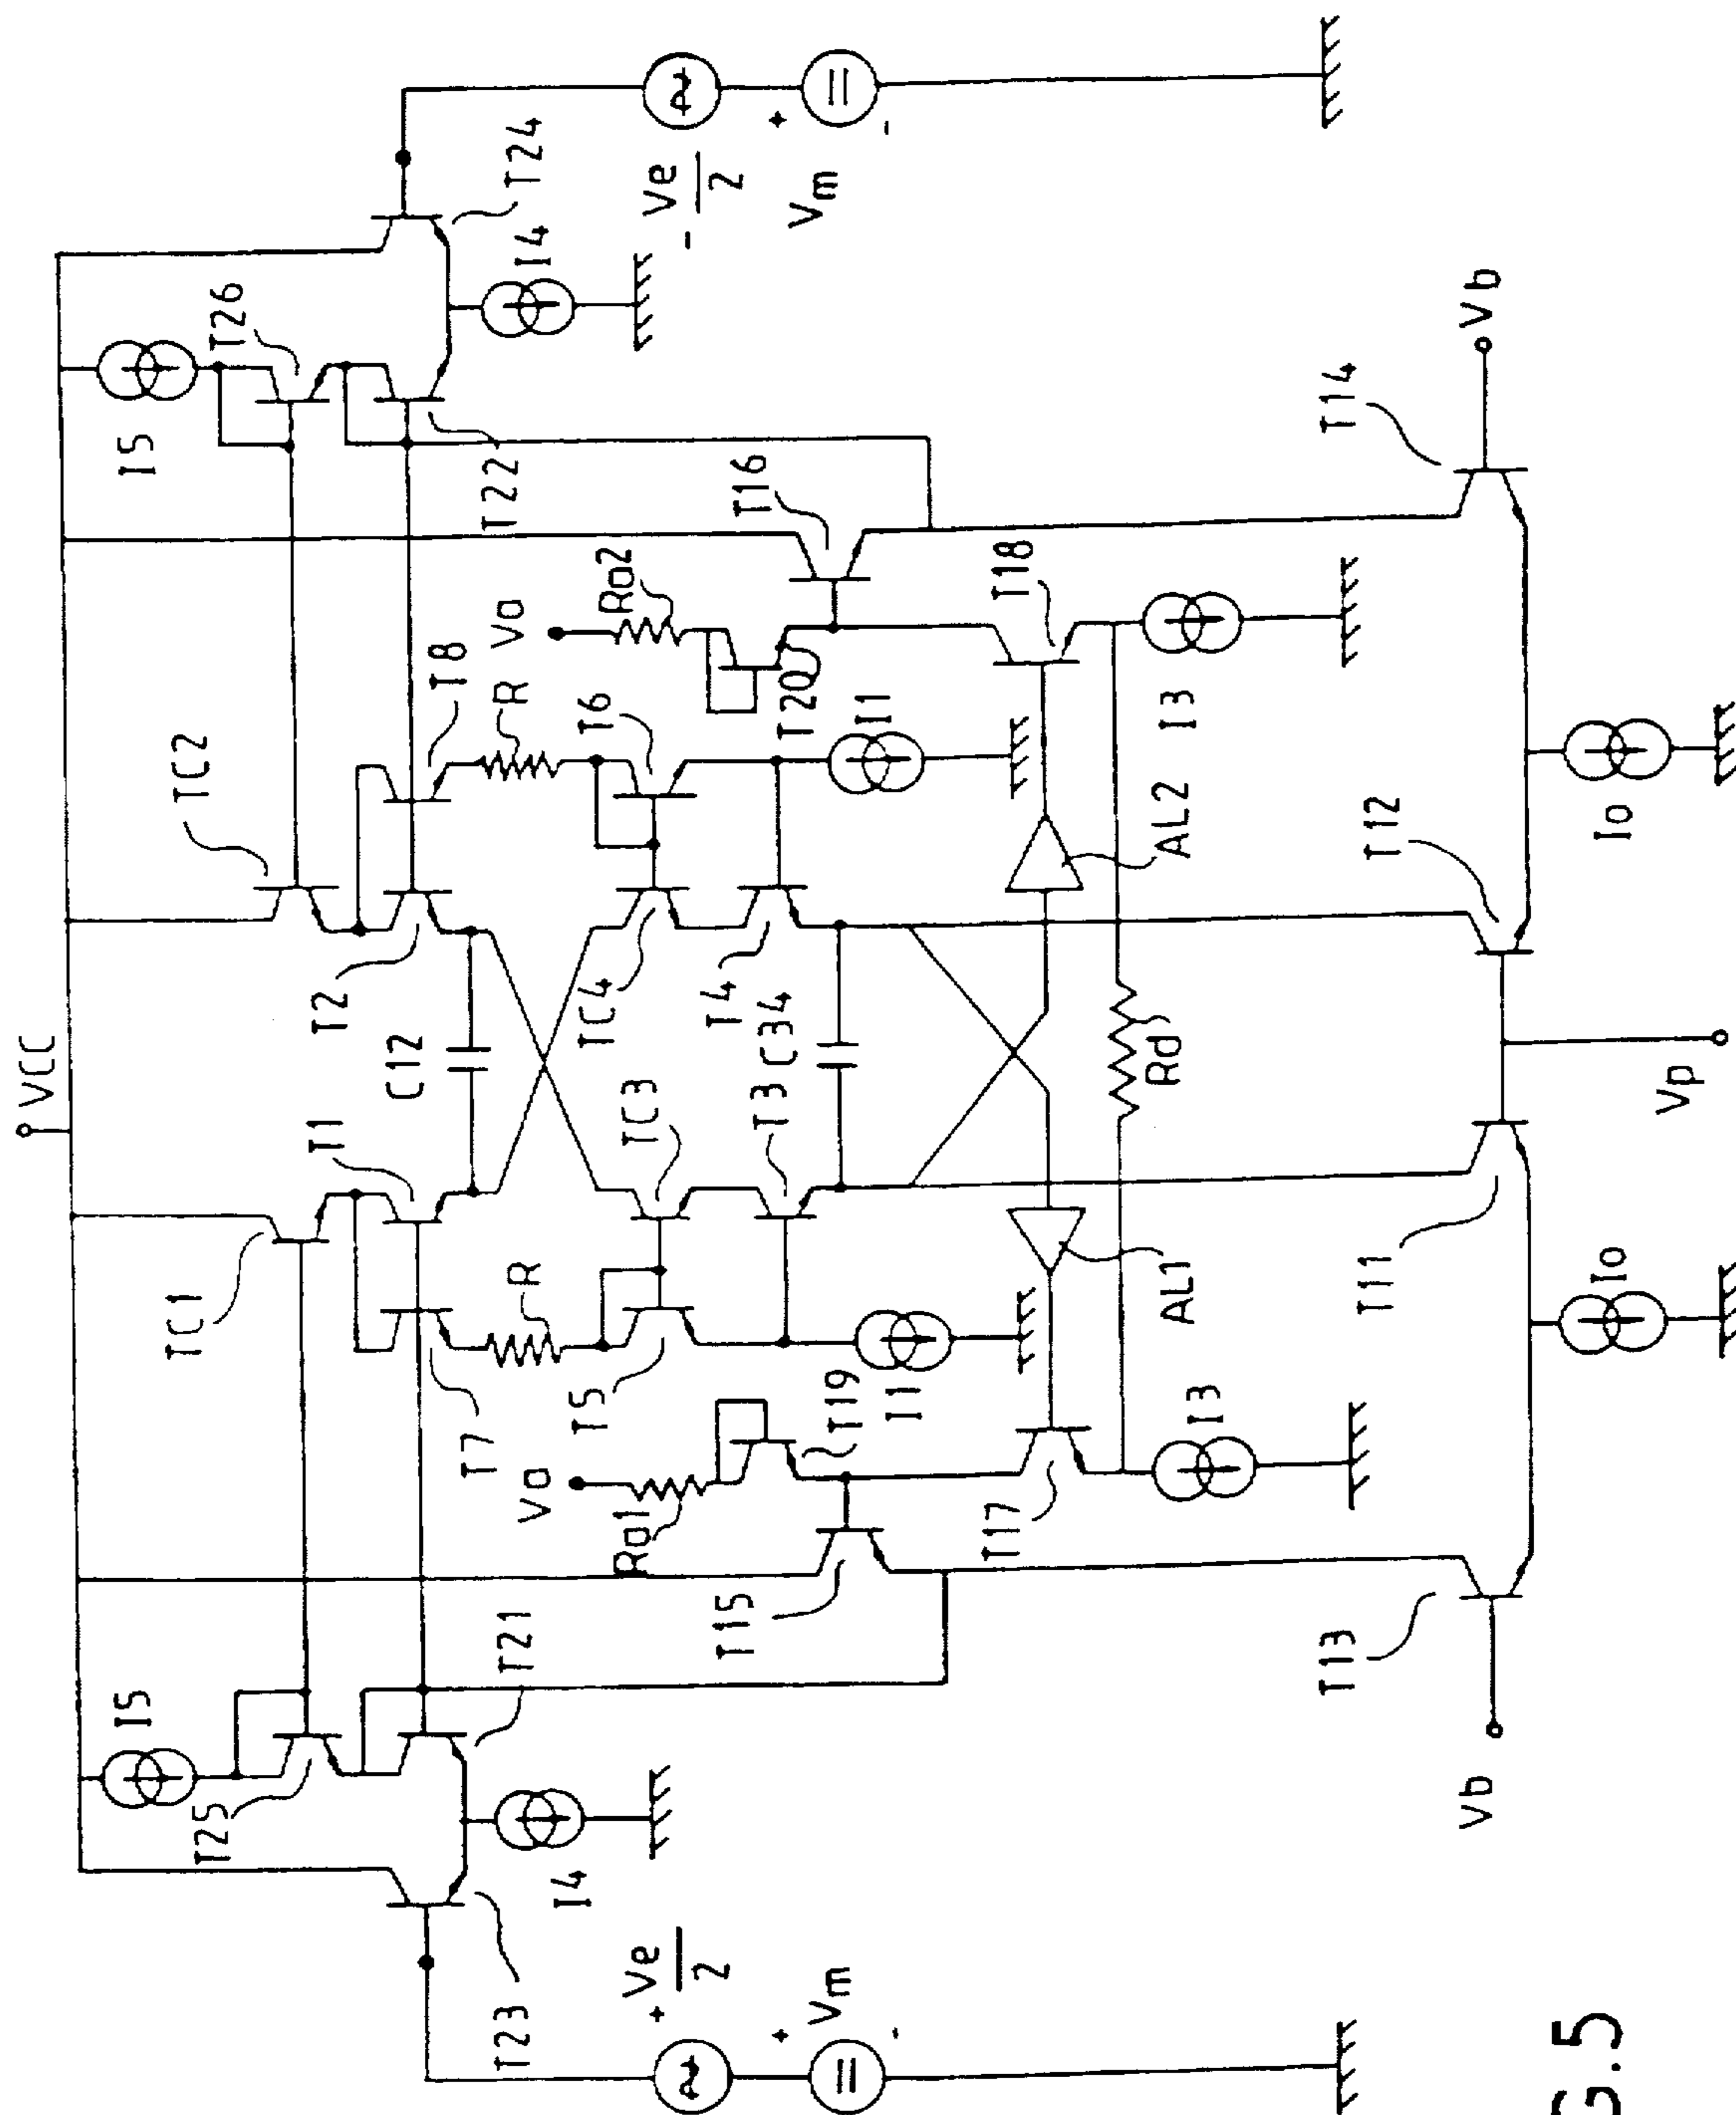 VCC
I5
T25
T21
TC1
T1
TC2
T2
I5
T26
T22
T24
T23
I4
T7
R
T8
R
I4
C12
+ Ve/2
+
Vm
-
- Ve/2
+
Vm
-
Va
Ra1
T19
T5
TC3
TC4
T6
Va
Ra2
T20
T16
T15
I1
T3
C34
T4
I1
T17
I3
AL1
Rd
AL2
I3
T18
T13
Vb
T11
T12
T14
Vb
Io
Vp
Io
G.5